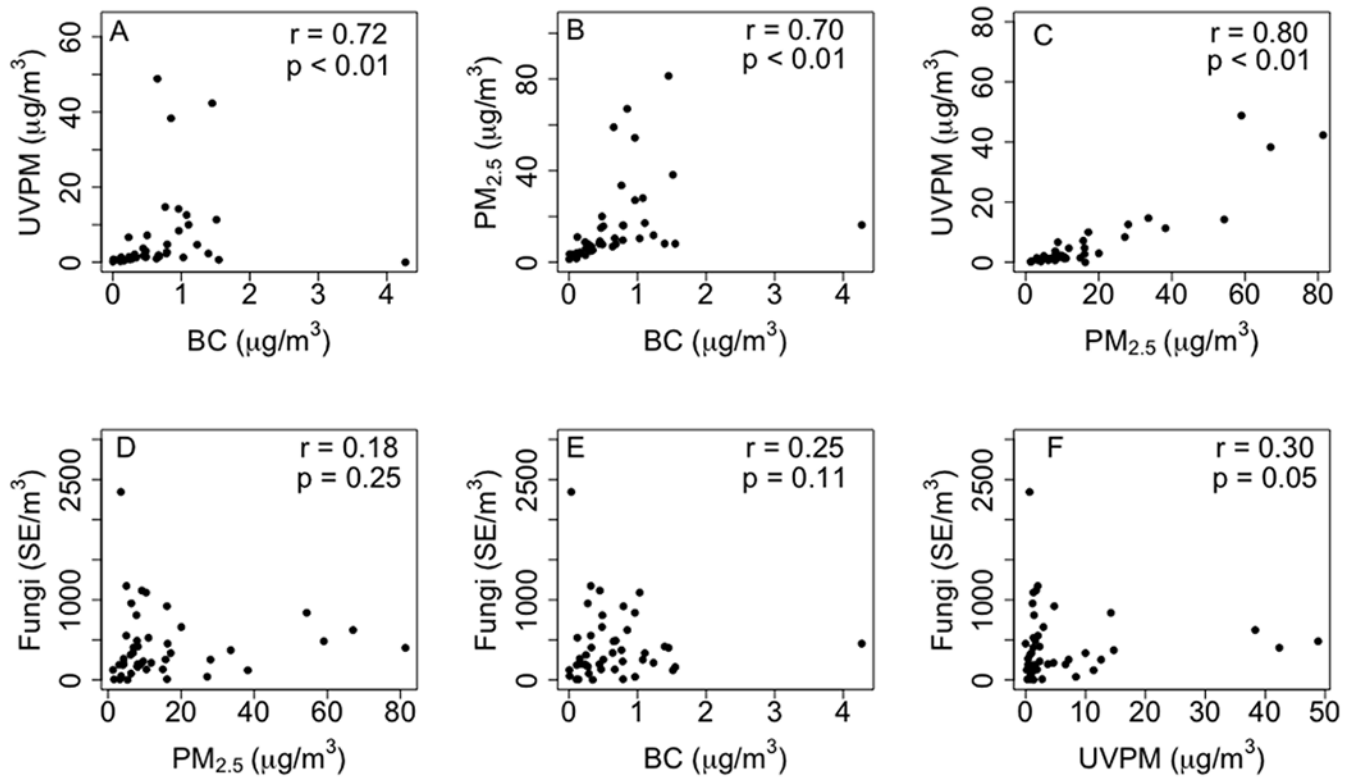 A
r = 0.72
p < 0.01
UVPM (μg/m³)
60
40
20
0
0 1 2 3 4
BC (μg/m³)
B
r = 0.70
p < 0.01
PM₂.₅ (μg/m³)
80
40
0
0 1 2 3 4
BC (μg/m³)
C
r = 0.80
p < 0.01
UVPM (μg/m³)
80
60
40
20
0
0 20 40 60 80
PM₂.₅ (μg/m³)
D
r = 0.18
p = 0.25
Fungi (SE/m³)
2500
1000
0
0 20 40 60 80
PM₂.₅ (μg/m³)
E
r = 0.25
p = 0.11
Fungi (SE/m³)
2500
1000
0
0 1 2 3 4
BC (μg/m³)
F
r = 0.30
p = 0.05
Fungi (SE/m³)
2500
1000
0
0 10 20 30 40 50
UVPM (μg/m³)